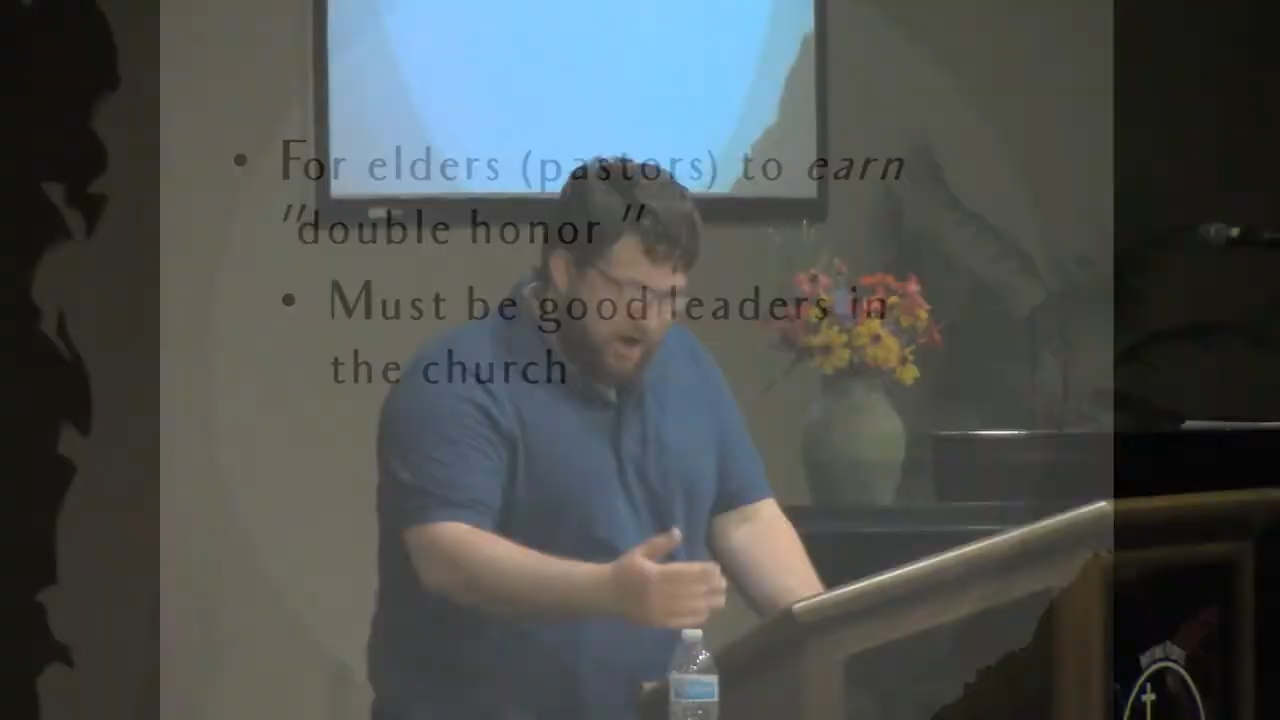 • For elders (pastors) to earn
"double honor "
• Must be good leaders in
the church